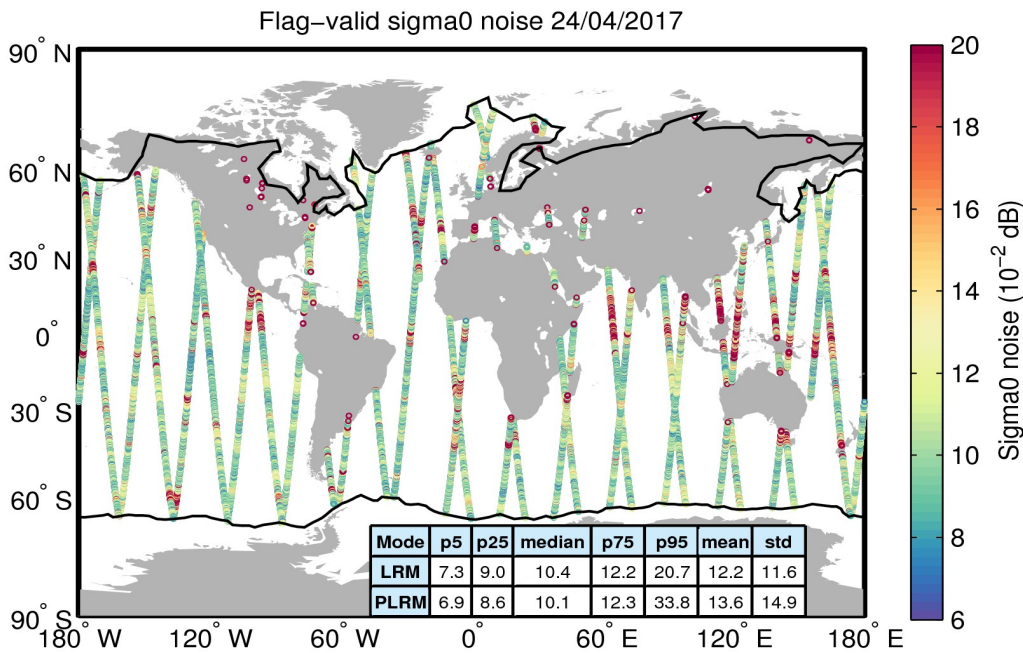 Flag−valid sigma0 noise 24/04/2017
90° N
60° N
30° N
0°
30° S
60° S
90° S
180° W 120° W 60° W 0° 60° E 120° E 180° E
Mode p5 p25 median p75 p95 mean std
LRM 7.3 9.0 10.4 12.2 20.7 12.2 11.6
PLRM 6.9 8.6 10.1 12.3 33.8 13.6 14.9
20
18
16
14
12
10
8
6
Sigma0 noise (10⁻² dB)